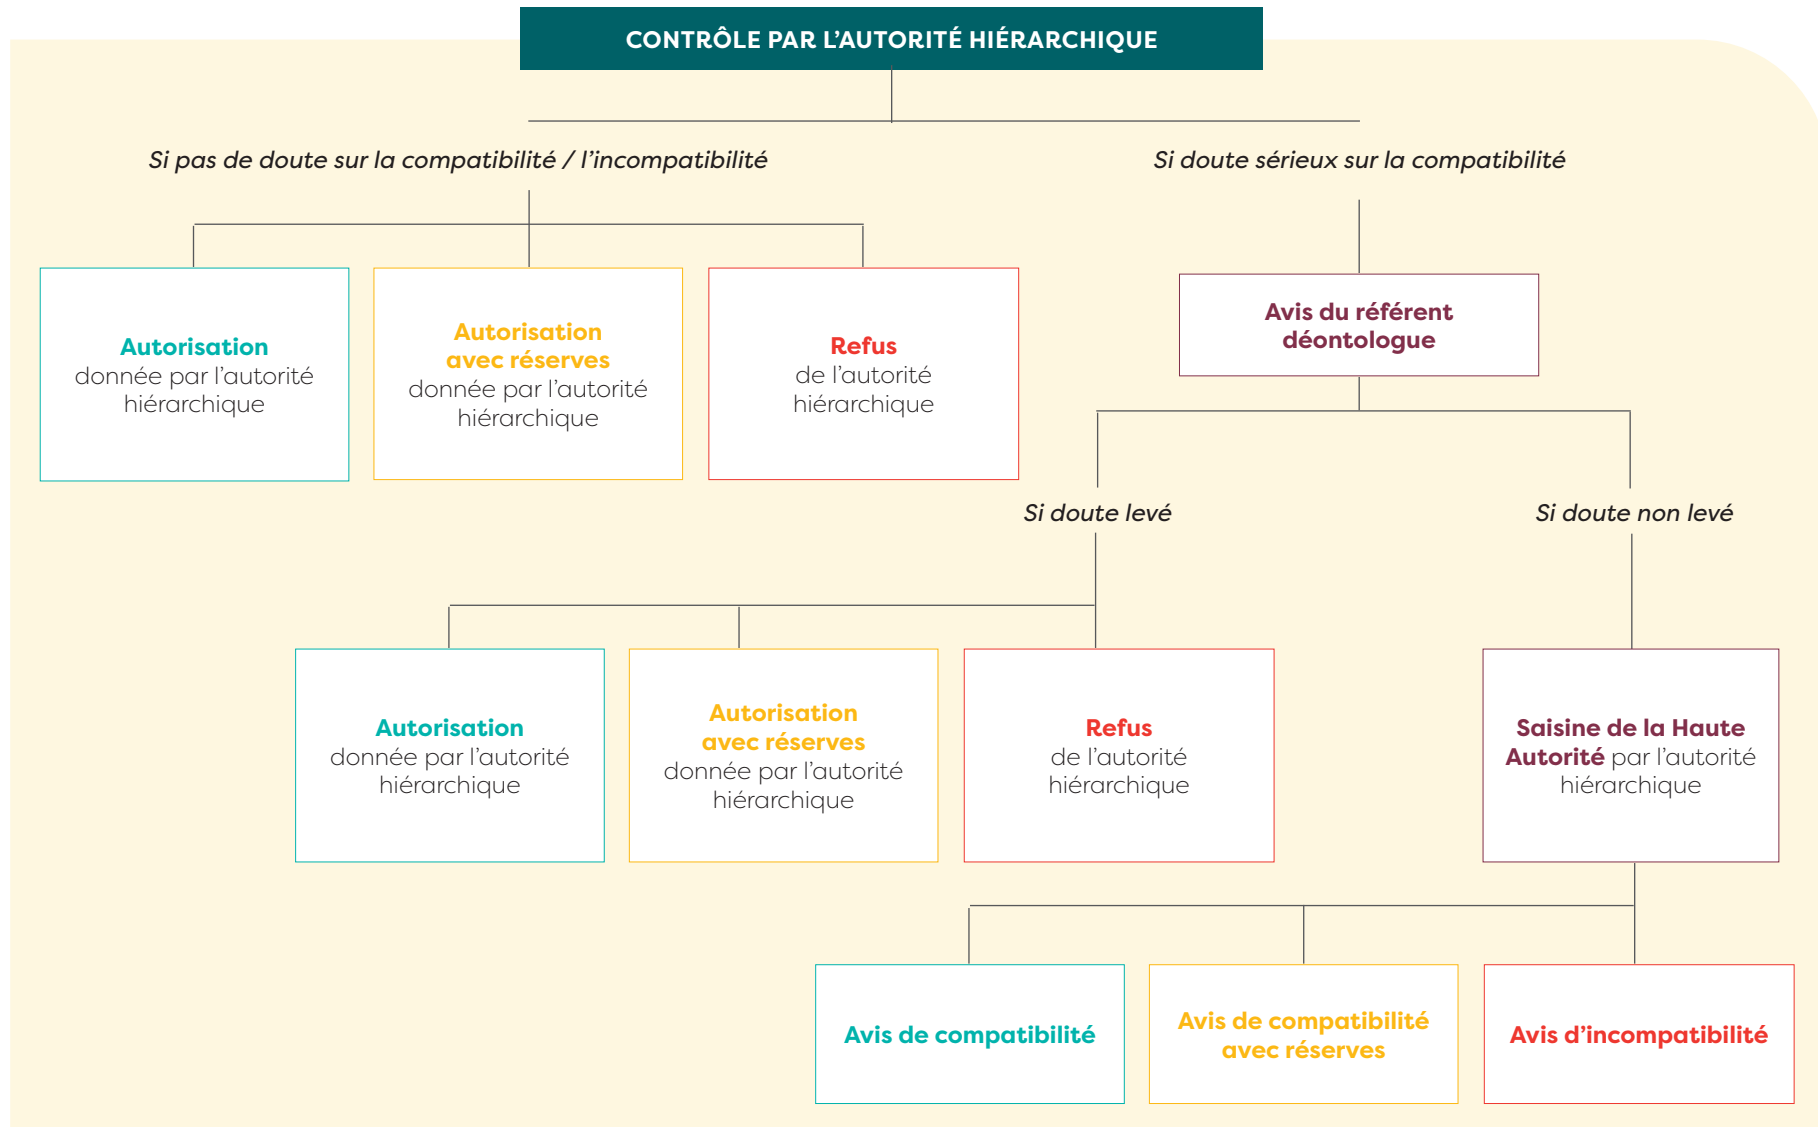 CONTRÔLE PAR L’AUTORITÉ HIÉRARCHIQUE
Si pas de doute sur la compatibilité / l’incompatibilité
Si doute sérieux sur la compatibilité
Autorisation
donnée par l’autorité
hiérarchique
Autorisation
avec réserves
donnée par l’autorité
hiérarchique
Refus
de l’autorité
hiérarchique
Avis du référent
déontologue
Si doute levé
Si doute non levé
Autorisation
donnée par l’autorité
hiérarchique
Autorisation
avec réserves
donnée par l’autorité
hiérarchique
Refus
de l’autorité
hiérarchique
Saisine de la Haute
Autorité par l’autorité
hiérarchique
Avis de compatibilité
Avis de compatibilité
avec réserves
Avis d’incompatibilité